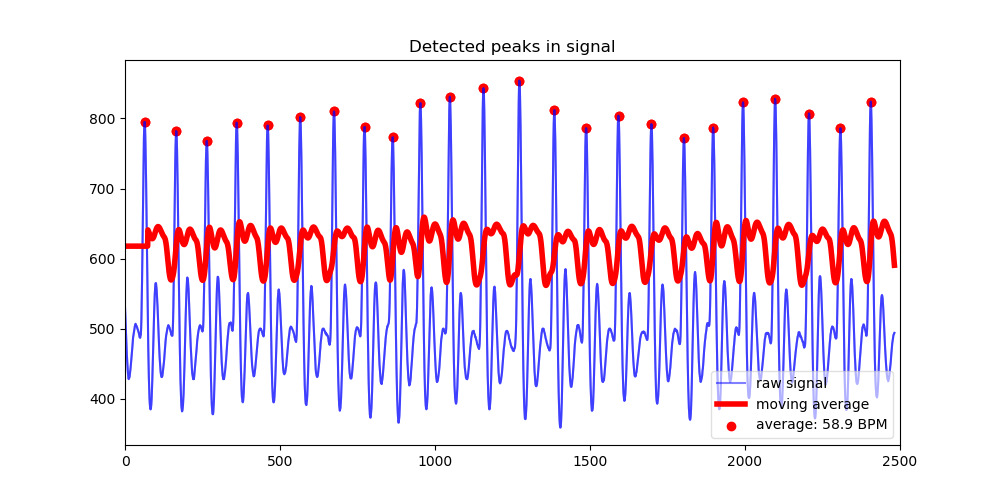 Detected peaks in signal
800
700
600
500
400
raw signal
moving average
average: 58.9 BPM
0 500 1000 1500 2000 2500